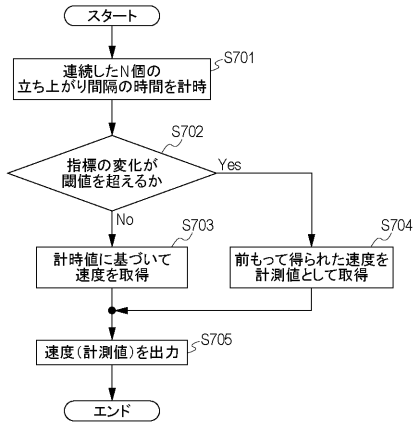 スタート
S701
連続したN個の
立ち上がり間隔の時間を計時
S702
指標の変化が
閾値を超えるか
Yes
No
S703
計時値に基づいて
速度を取得
S704
前もって得られた速度を
計測値として取得
S705
速度(計測値)を出力
エンド